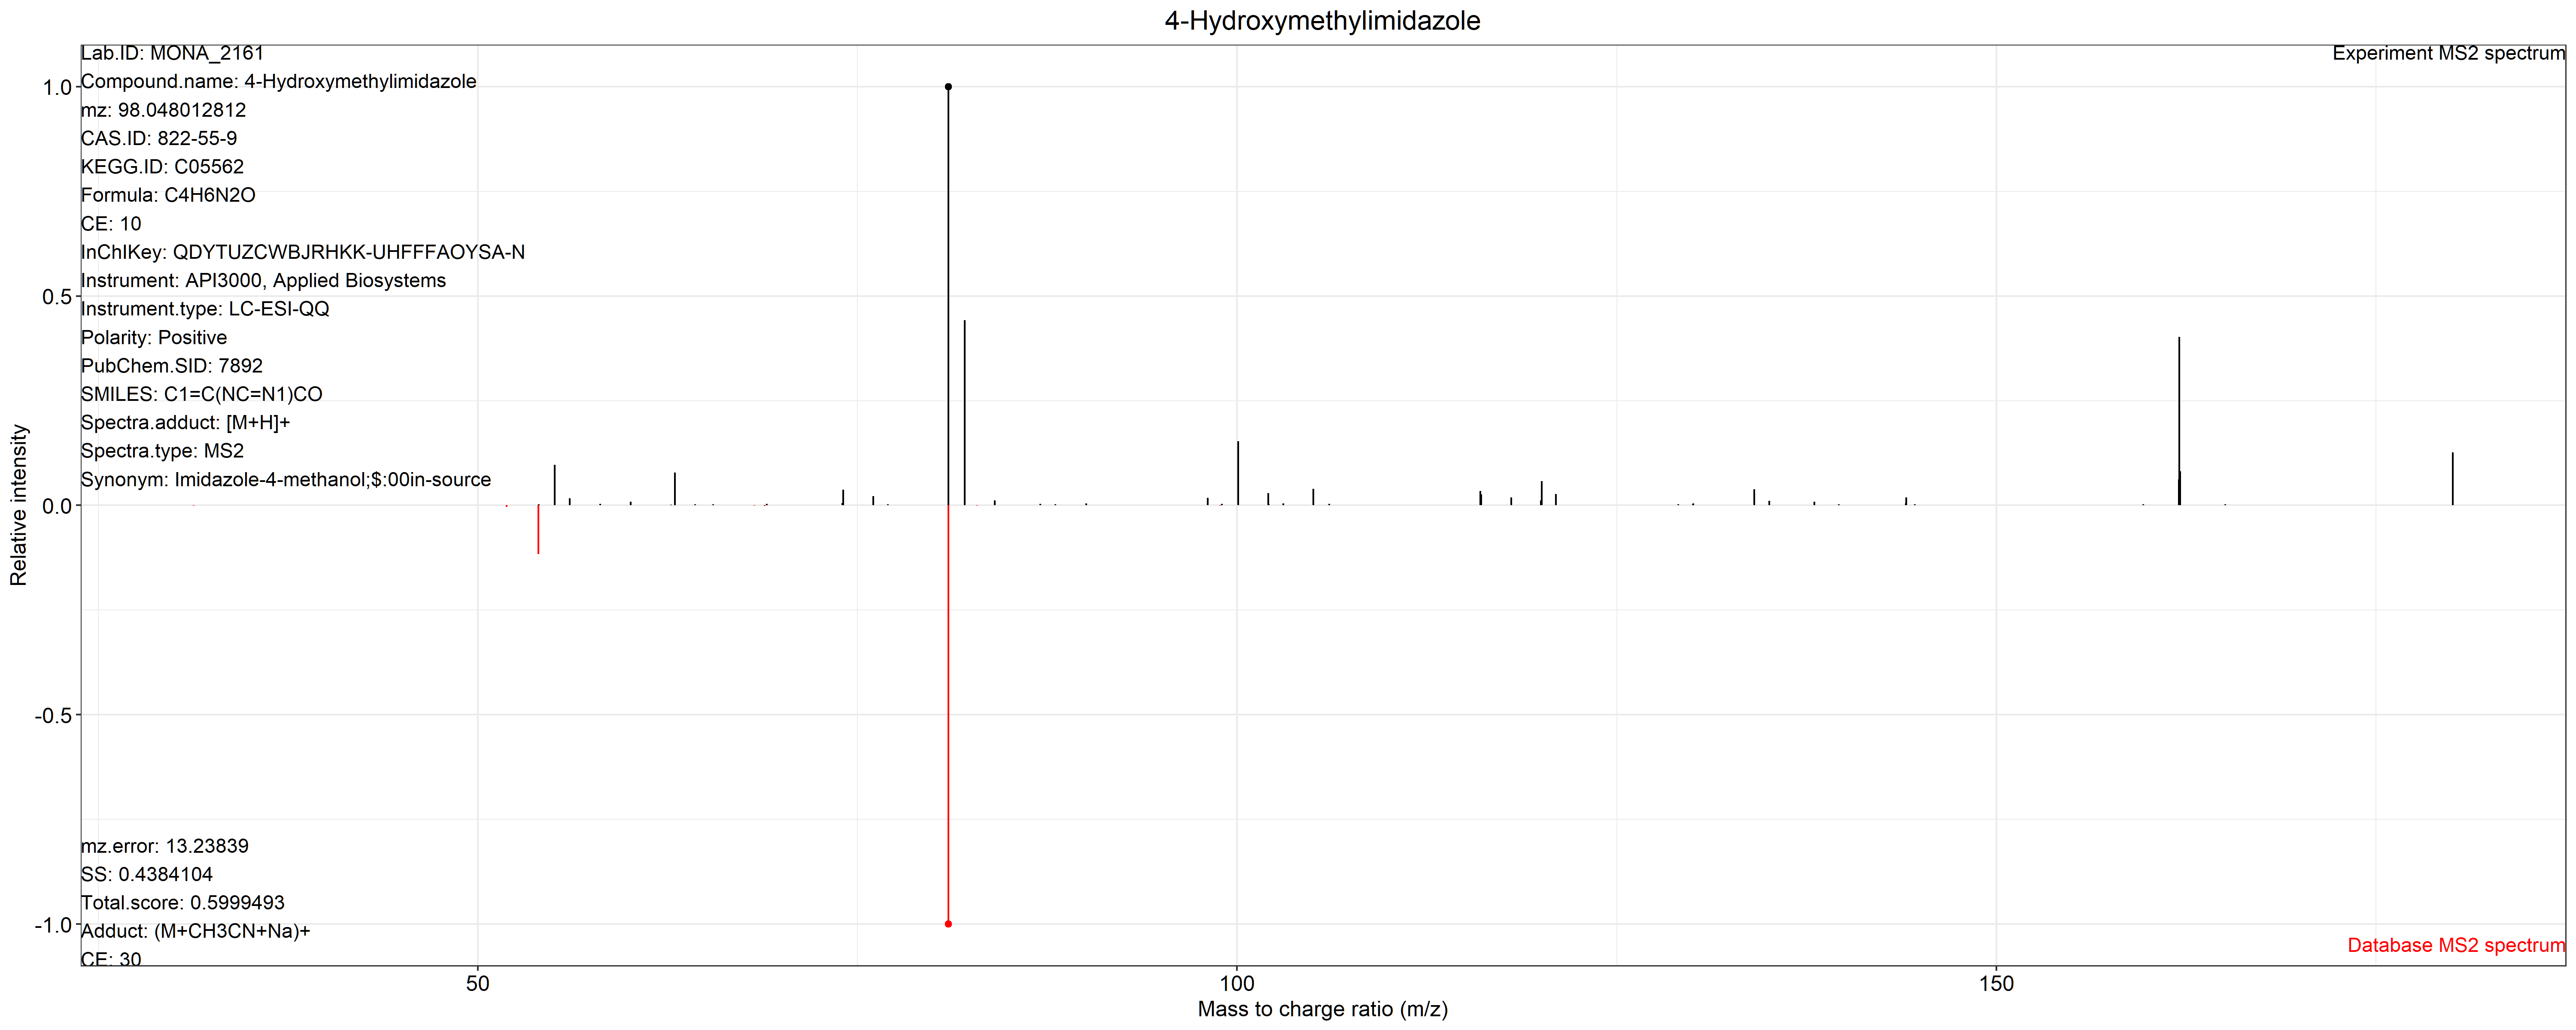 4-Hydroxymethylimidazole
Lab.ID: MONA_2161
Experiment MS2 spectrum
Compound.name: 4-Hydroxymethylimidazole
mz: 98.048012812
CAS.ID: 822-55-9
KEGG.ID: C05562
Formula: C4H6N2O
CE: 10
InChIKey: QDYTUZCWBJRHKK-UHFFFAOYSA-N
Instrument: API3000, Applied Biosystems
Instrument.type: LC-ESI-QQ
Polarity: Positive
PubChem.SID: 7892
SMILES: C1=C(NC=N1)CO
Spectra.adduct: [M+H]+
Spectra.type: MS2
Synonym: Imidazole-4-methanol;$:00in-source
mz.error: 13.23839
SS: 0.4384104
Total.score: 0.5999493
Adduct: (M+CH3CN+Na)+
CE: 30
Database MS2 spectrum
1.0
0.5
0.0
-0.5
-1.0
Relative intensity
50
100
150
Mass to charge ratio (m/z)